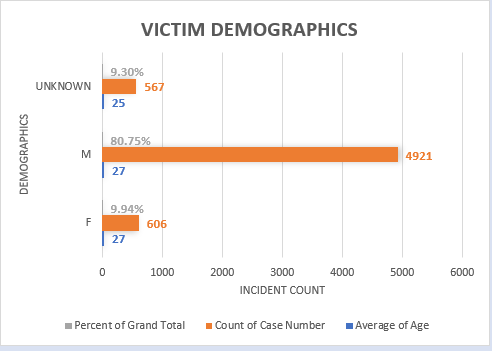 VICTIM DEMOGRAPHICS
DEMOGRAPHICS
UNKNOWN
9.30%
567
25
M
80.75%
4921
27
F
9.94%
606
27
0 1000 2000 3000 4000 5000 6000
INCIDENT COUNT
Percent of Grand Total Count of Case Number Average of Age